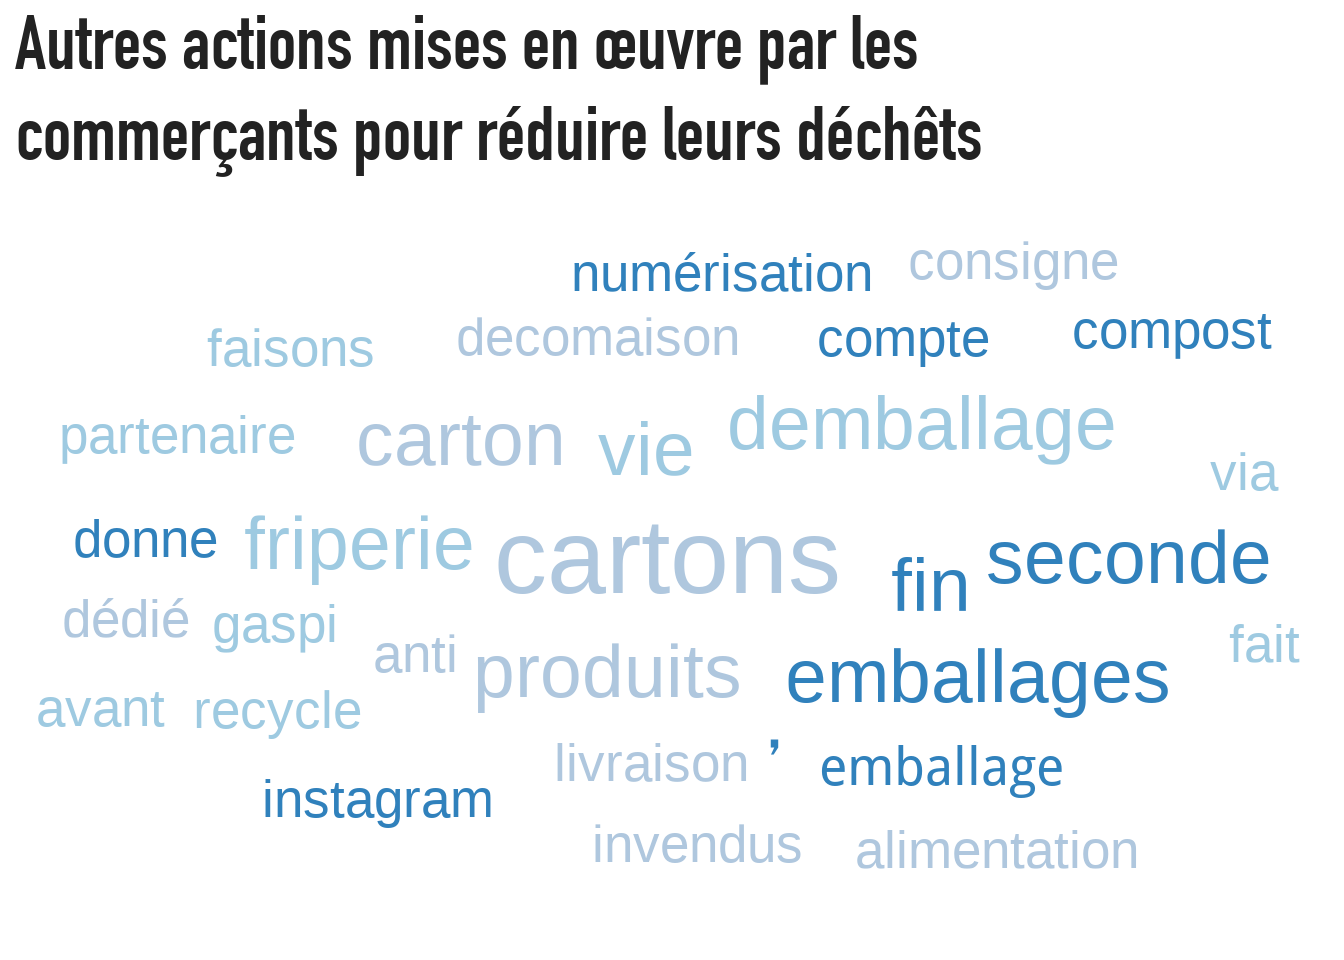 Autres actions mises en œuvre par les
commerçants pour réduire leurs déchêts
numérisation consigne
faisons decomaison compte compost
partenaire carton vie demballage via
donne friperie cartons fin seconde
dédié gaspi anti produits emballages fait
avant recycle
livraison ’ emballage
instagram
invendus alimentation